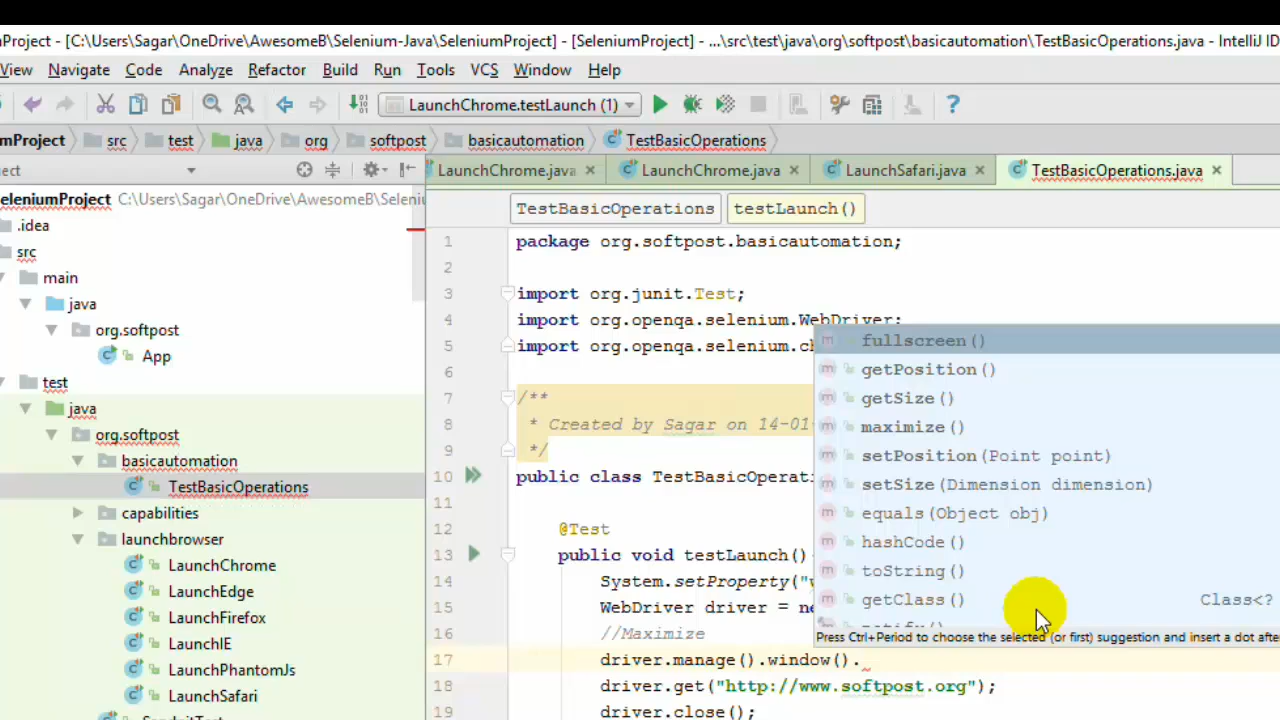 mProject - [C:\Users\Sagar\OneDrive\AwesomeB\Selenium-Java\SeleniumProject] - [SeleniumProject] - ...\src\test\java\org\softpost\basicautomation\TestBasicOperations.java - IntelliJ ID
View Navigate Code Analyze Refactor Build Run Tools VCS Window Help
LaunchChrome.testLaunch (1)
mProject src test java org softpost basicautomation TestBasicOperations
ect LaunchChrome.java LaunchChrome.java LaunchSafari.java TestBasicOperations.java
eleniumProject C:\Users\Sagar\OneDrive\AwesomeB\Seleniu
.idea
src
main
java
org.softpost
App
test
java
org.softpost
basicautomation
TestBasicOperations
capabilities
launchbrowser
LaunchChrome
LaunchEdge
LaunchFirefox
LaunchIE
LaunchPhantomJs
LaunchSafari
TestBasicOperations testLaunch()
1 package org.softpost.basicautomation;
2
3 import org.junit.Test;
4 import org.openqa.selenium.WebDriver;
5 import org.openqa.selenium.ch
6
7 /**
8 * Created by Sagar on 14-01
9 */
10 public class TestBasicOperati
11
12 @Test
13 public void testLaunch()
14 System.setProperty("w
15 WebDriver driver = ne
16 //Maximize
17 driver.manage().window().
18 driver.get("http://www.softpost.org");
19 driver.close();
fullscreen()
getPosition()
getSize()
maximize()
setPosition(Point point)
setSize(Dimension dimension)
equals(Object obj)
hashCode()
toString()
getClass() Class<?
Press Ctrl+Period to choose the selected (or first) suggestion and insert a dot afte